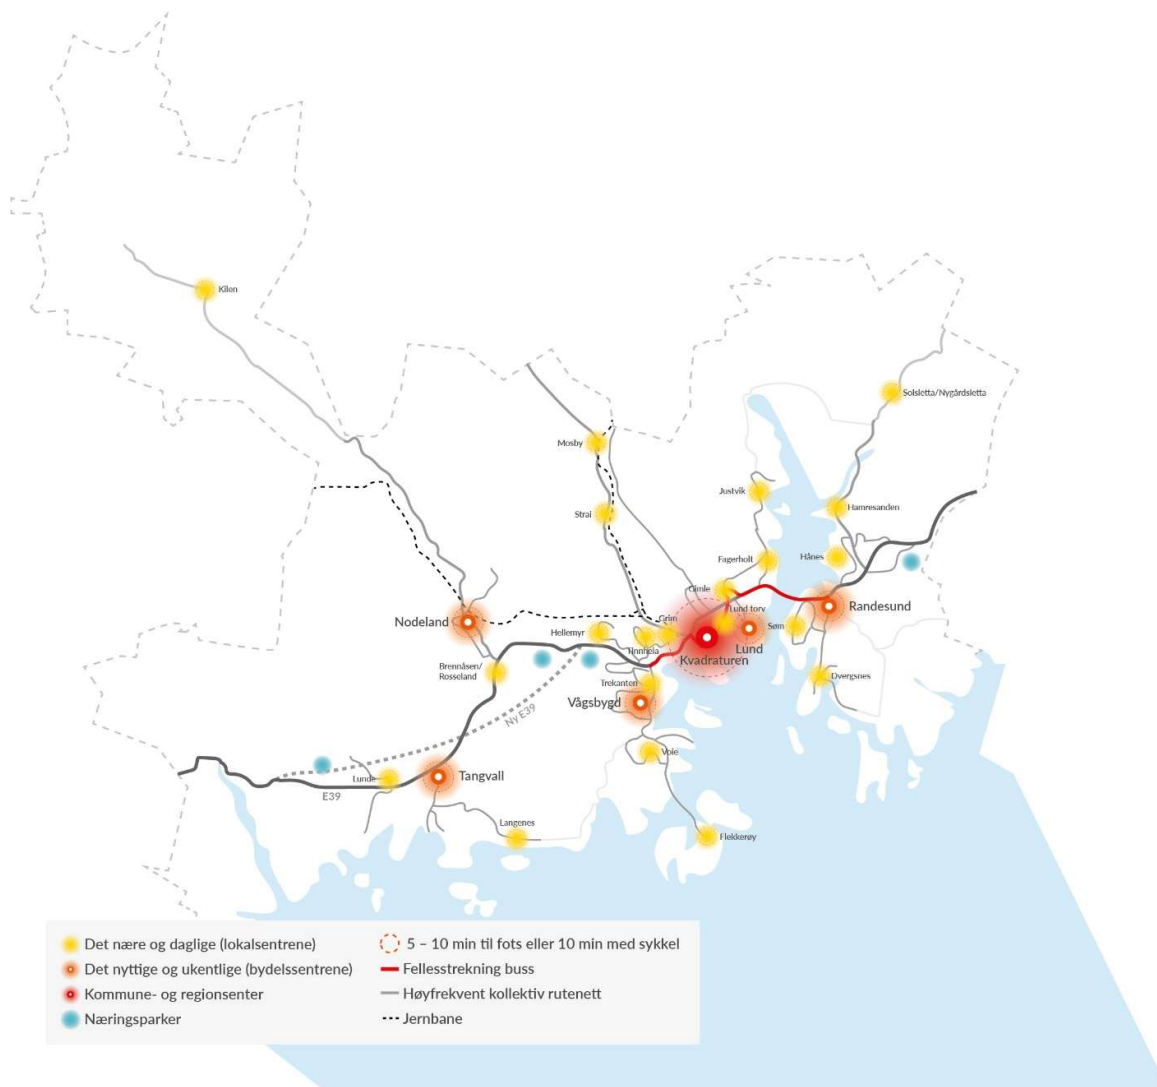 Kilen
Solsletta/Nygårdsletta
Mosby
Justvik
Strai
Hamresanden
Fagerholt
Hånes
Gimle
Randesund
Lund torv
Nodeland
Grim
Søm
Hellemyr
Tinnheia
Lund
Kvadraturen
Brennåsen/
Rosseland
Trekanten
Dvergsnes
Vågsbygd
Ny E39
Voie
Lunde
Tangvall
E39
Langenes
Flekkerøy
Det nære og daglige (lokalsentrene)
Det nyttige og ukentlige (bydelssentrene)
Kommune- og regionsenter
Næringsparker
5 – 10 min til fots eller 10 min med sykkel
Fellesstrekning buss
Høyfrekvent kollektiv rutenett
Jernbane